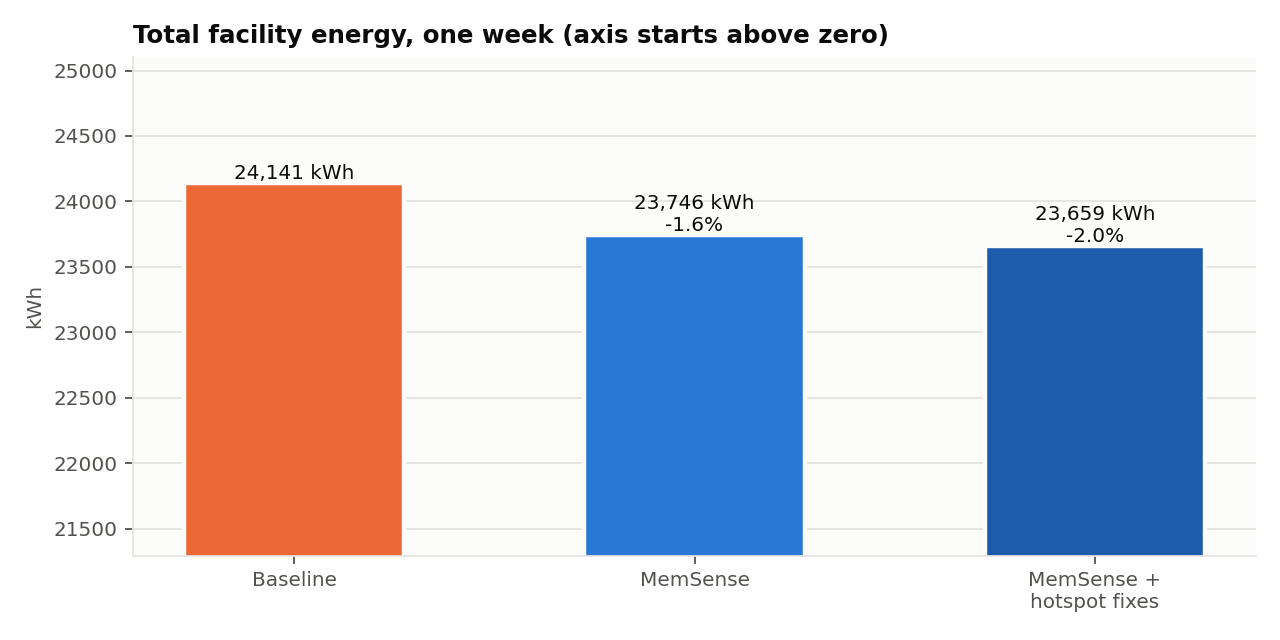 Total facility energy, one week (axis starts above zero)
25000
24500
24000
23500
23000
22500
22000
21500
kWh
24,141 kWh
23,746 kWh
-1.6%
23,659 kWh
-2.0%
Baseline
MemSense
MemSense +
hotspot fixes